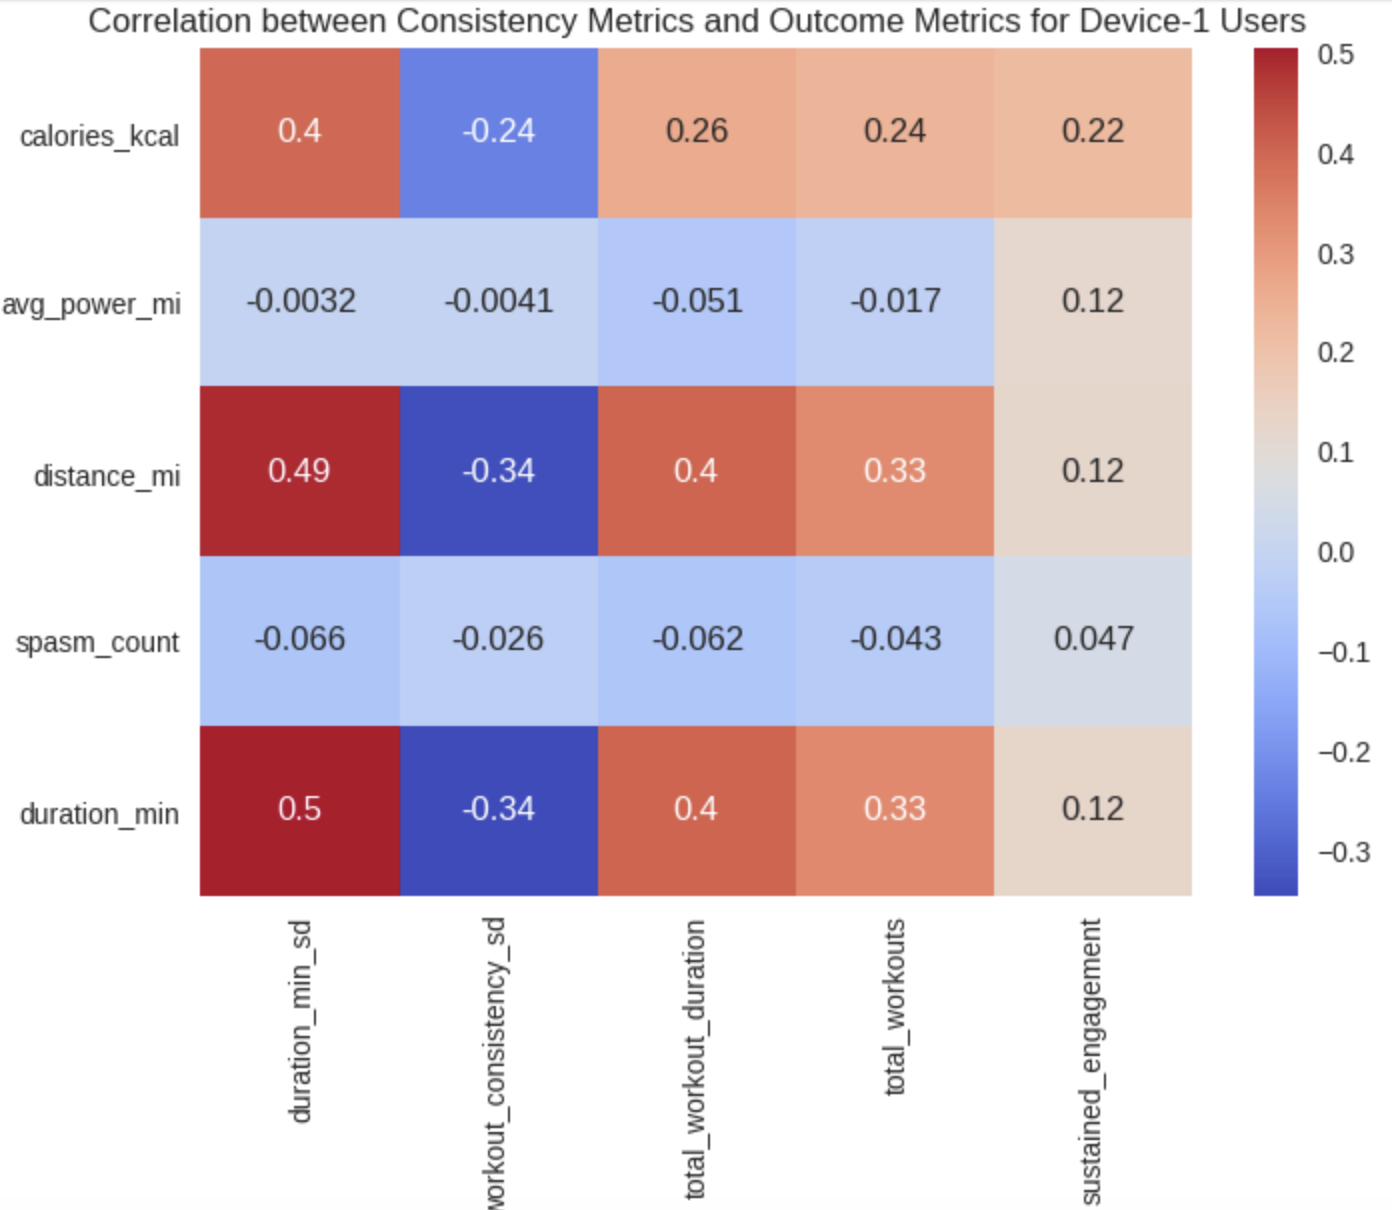 Correlation between Consistency Metrics and Outcome Metrics for Device-1 Users
calories_kcal 0.4 -0.24 0.26 0.24 0.22
avg_power_mi -0.0032 -0.0041 -0.051 -0.017 0.12
distance_mi 0.49 -0.34 0.4 0.33 0.12
spasm_count -0.066 -0.026 -0.062 -0.043 0.047
duration_min 0.5 -0.34 0.4 0.33 0.12
duration_min_sd
workout_consistency_sd
total_workout_duration
total_workouts
sustained_engagement
0.5
0.4
0.3
0.2
0.1
0.0
−0.1
−0.2
−0.3